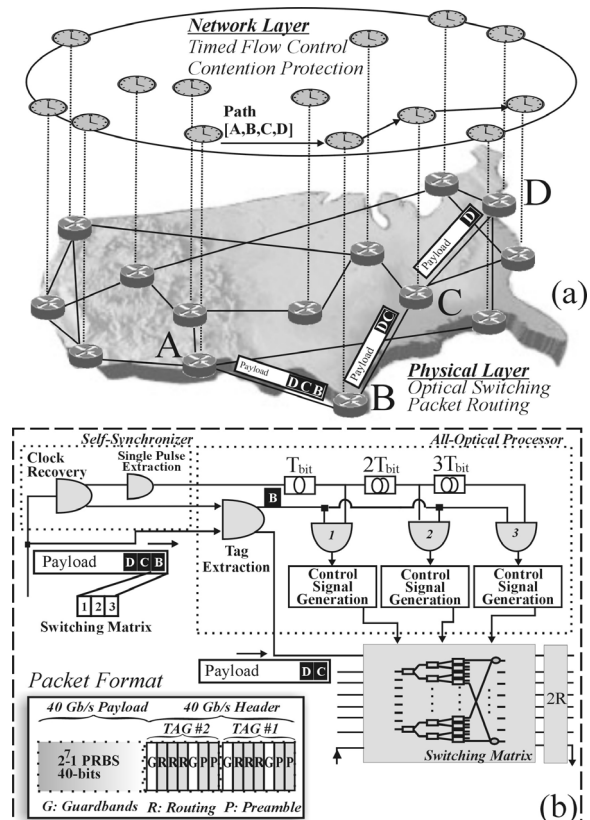 Network Layer
Timed Flow Control
Contention Protection
Path
[A,B,C,D]
D
Payload D
C
(a)
A
Payload D C
Payload D C B
B
Physical Layer
Optical Switching
Packet Routing
Self-Synchronizer
All-Optical Processor
Clock
Recovery
Single Pulse
Extraction
Tbit
2Tbit
3Tbit
B
Tag
Extraction
1
2
3
Payload D C B
1 2 3
Switching Matrix
Control
Signal
Generation
Control
Signal
Generation
Control
Signal
Generation
Payload D C
2R
Switching Matrix
Packet Format
40 Gb/s Payload
40 Gb/s Header
TAG #2
TAG #1
2^7-1 PRBS
40-bits
G R R R G P P G R R R G P P
G: Guardbands R: Routing P: Preamble
(b)